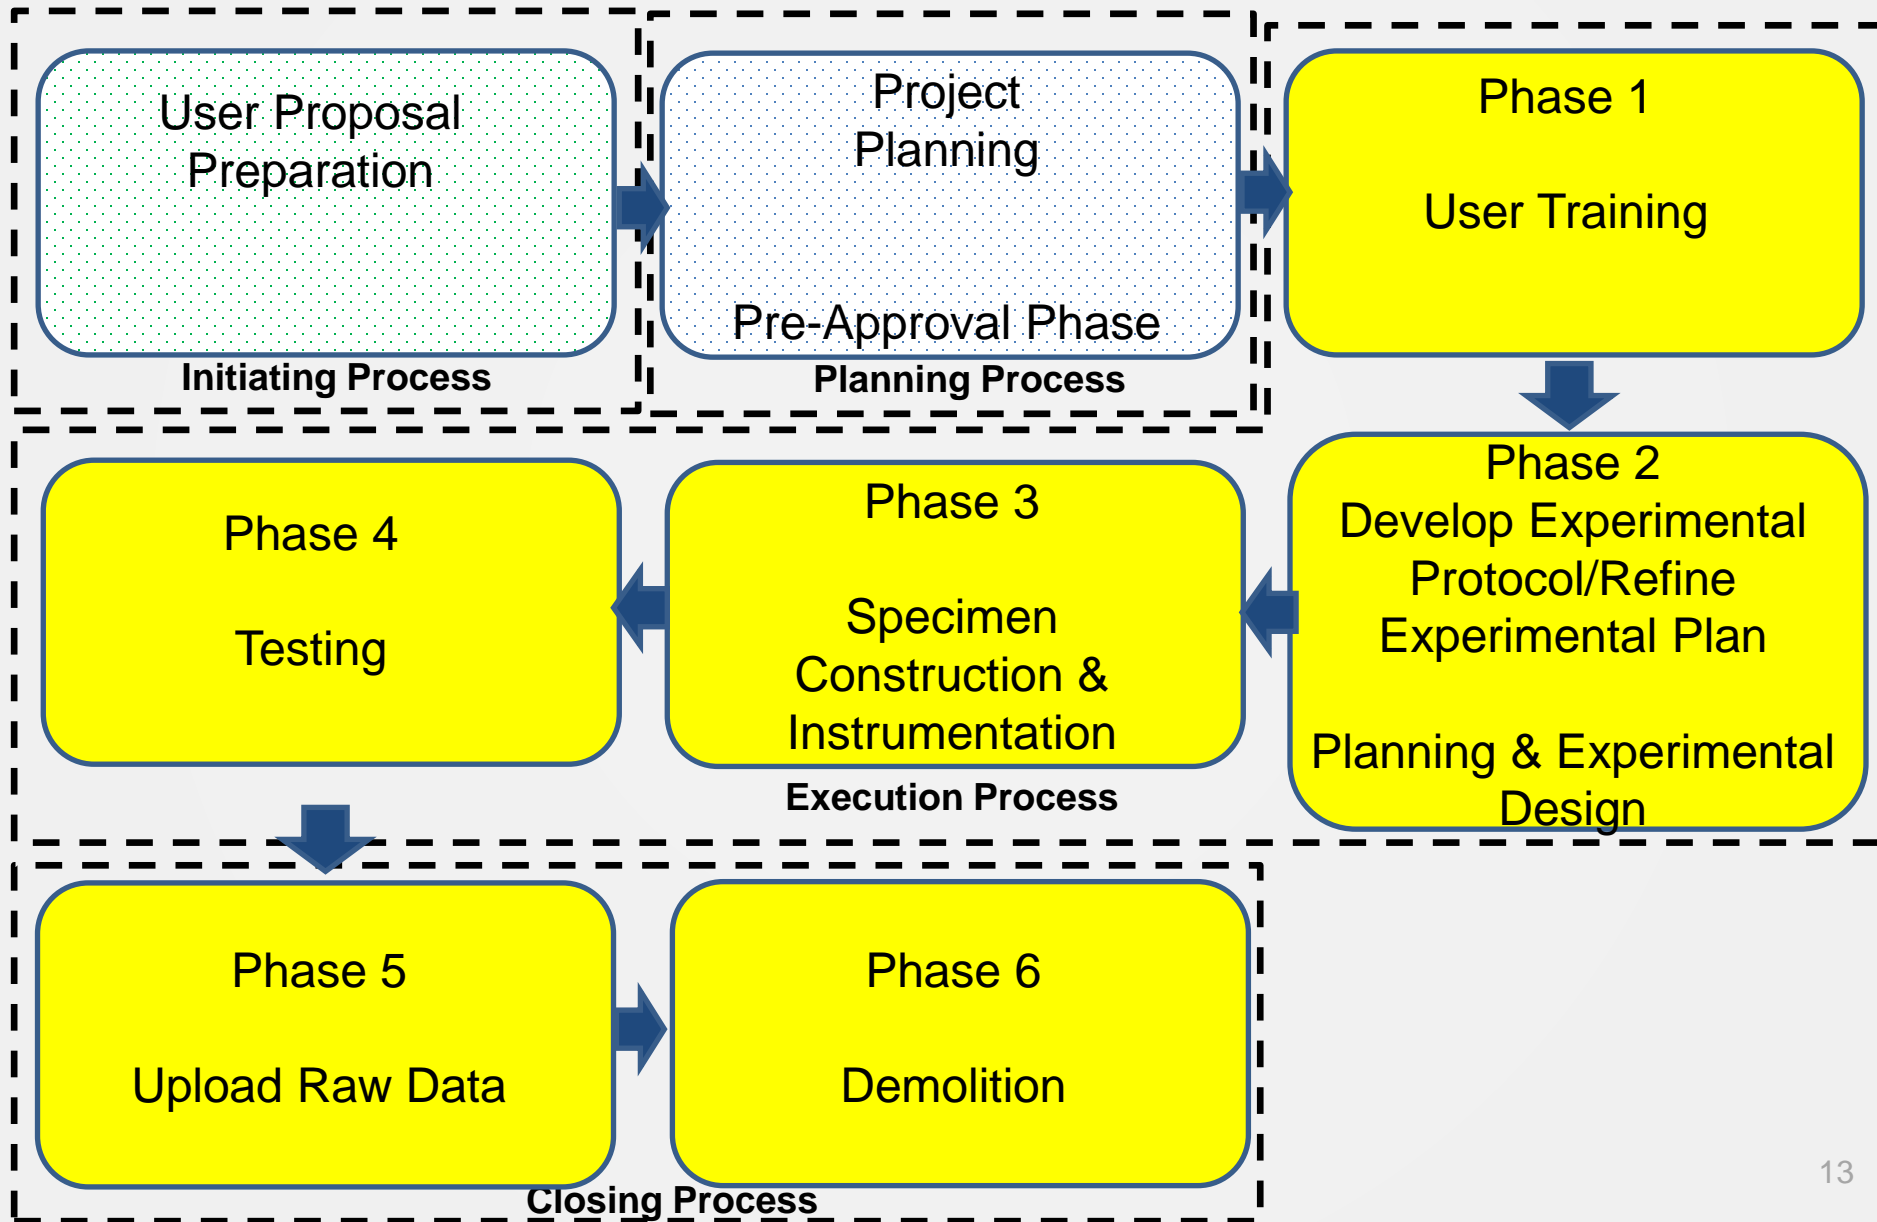 User Proposal
Preparation
Initiating Process
Project
Planning
Pre-Approval Phase
Planning Process
Phase 1
User Training
Phase 2
Develop Experimental
Protocol/Refine
Experimental Plan
Planning & Experimental
Design
Phase 3
Specimen
Construction &
Instrumentation
Phase 4
Testing
Execution Process
Phase 5
Upload Raw Data
Phase 6
Demolition
Closing Process
13